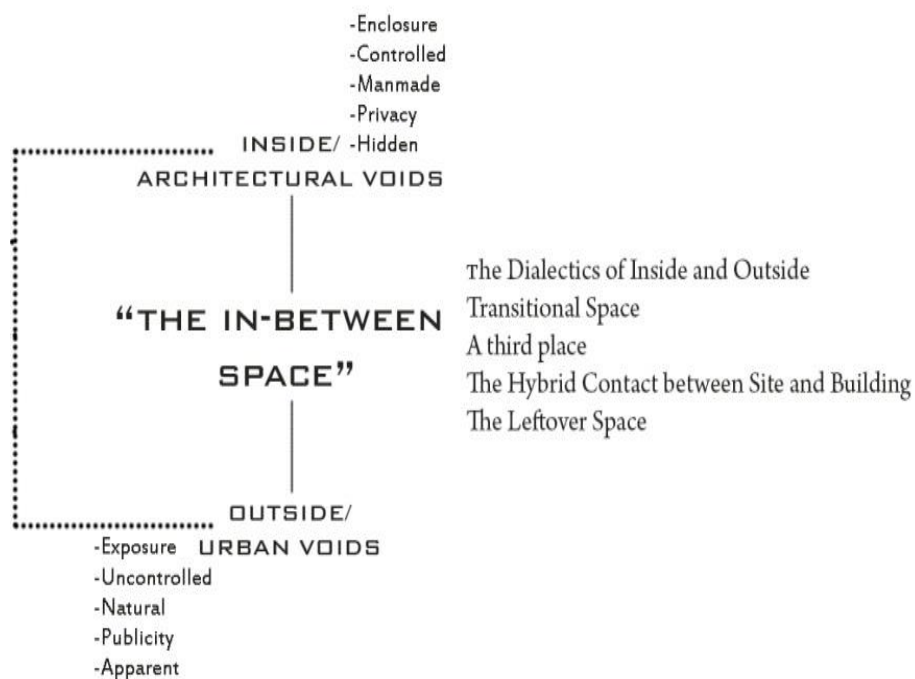 -Enclosure
-Controlled
-Manmade
-Privacy
INSIDE/ -Hidden
ARCHITECTURAL VOIDS
The Dialectics of Inside and Outside
Transitional Space
“THE IN-BETWEEN
SPACE”
A third place
The Hybrid Contact between Site and Building
The Leftover Space
OUTSIDE/
-Exposure URBAN VOIDS
-Uncontrolled
-Natural
-Publicity
-Apparent